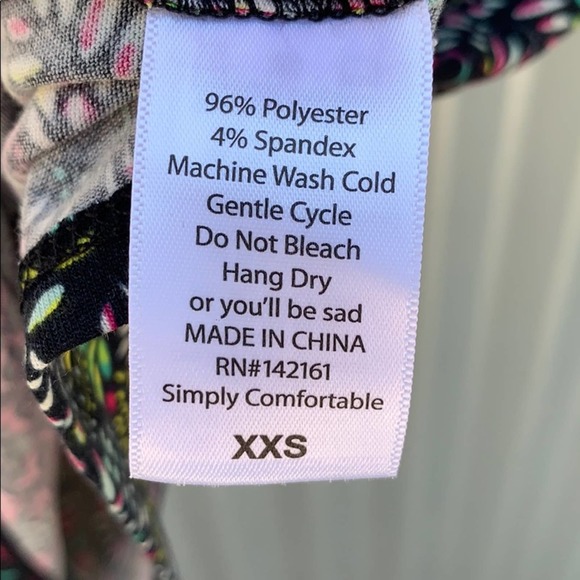 96% Polyester
4% Spandex
Machine Wash Cold
Gentle Cycle
Do Not Bleach
Hang Dry
or you'll be sad
MADE IN CHINA
RN#142161
Simply Comfortable
XXS